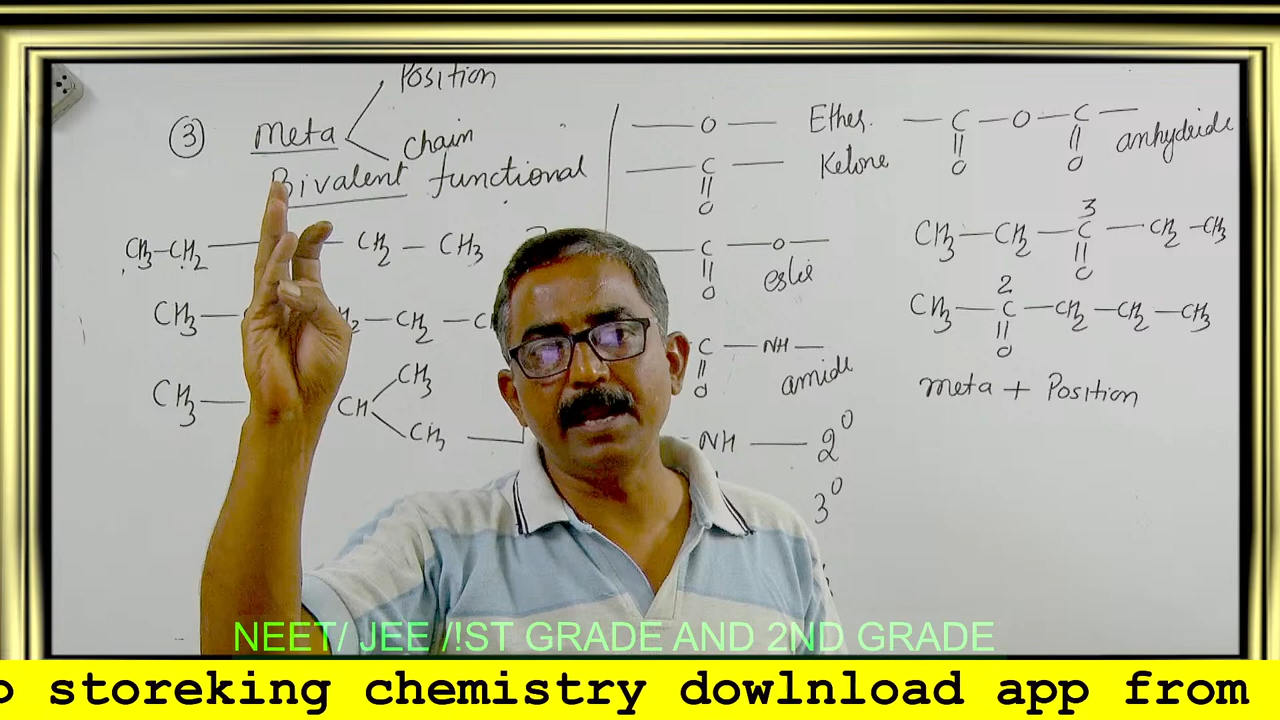 Position
③ Meta
chain
Bivalent functional
CH3-CH2 — — CH2 — CH3
CH3— — CH2 — C
CH3— CH
CH3
CH3 —
— O — Ether.
— C — Ketone
||
O
C — O —
||
O
ester
C — NH —
||
O
amide
NH — 2°
3°
— C — O — C —
|| ||
O O
anhydride
3
CH3 — CH2 — C — CH2 - CH3
||
O
2
CH3 — C — CH2 — CH2 — CH3
||
O
meta + Position
NEET/ JEE /!ST GRADE AND 2ND GRADE
storeking chemistry dowlnload app from